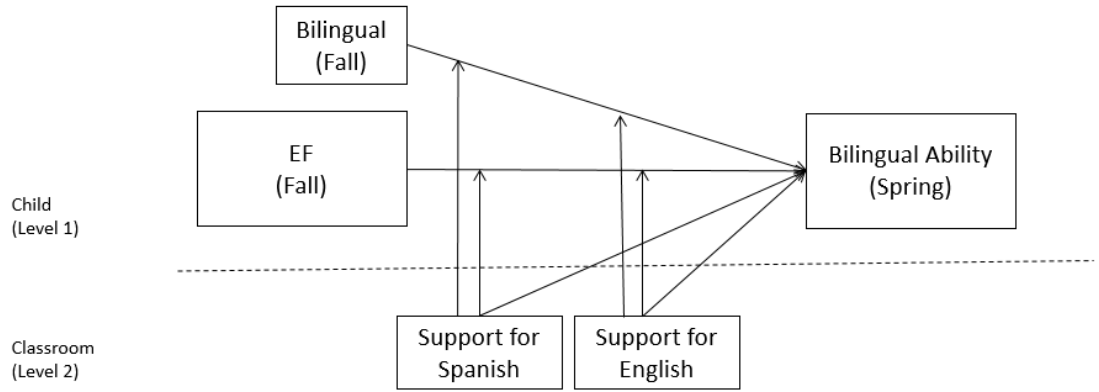 Bilingual
(Fall)
EF
(Fall)
Bilingual Ability
(Spring)
Child
(Level 1)
Support for
Spanish
Support for
English
Classroom
(Level 2)